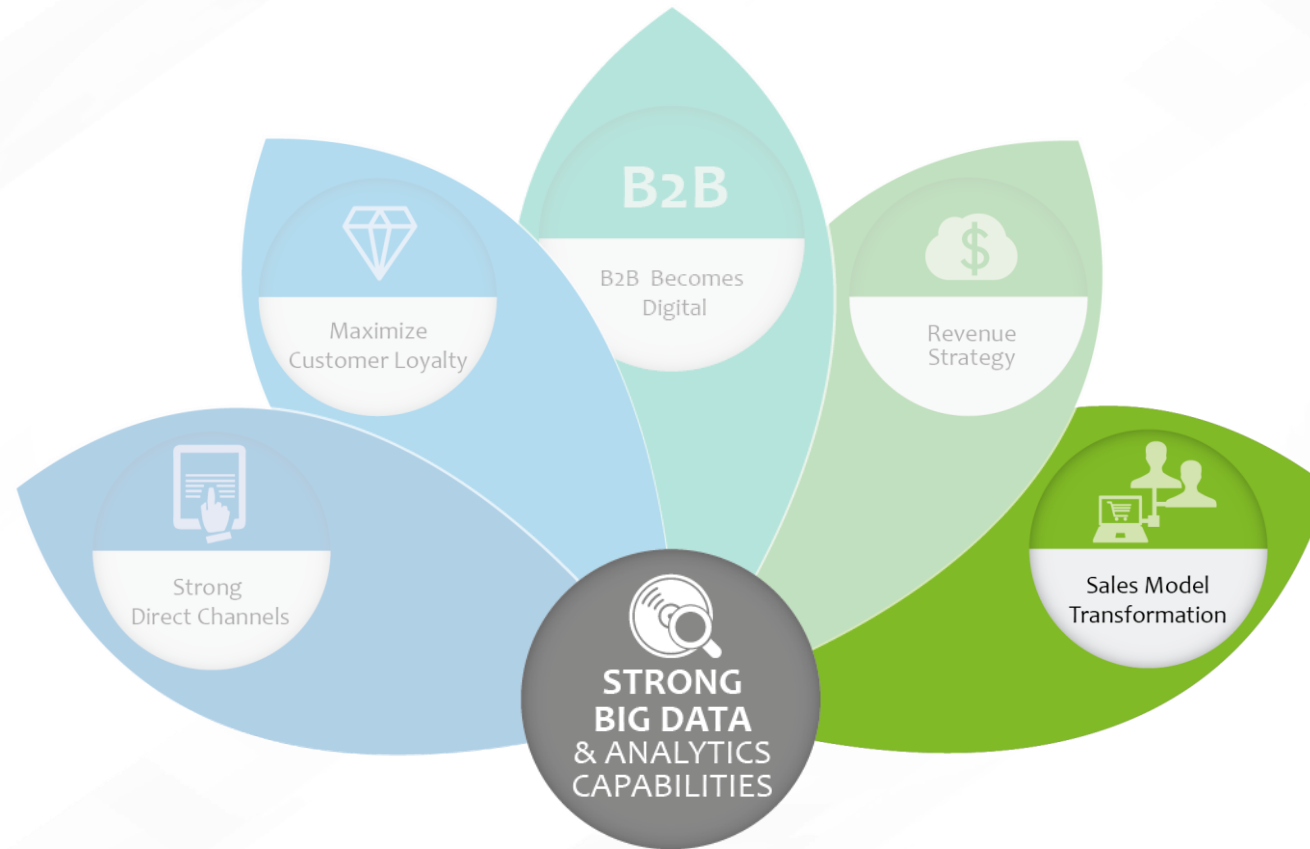 B2B
B2B Becomes
Digital
Maximize
Customer Loyalty
Revenue
Strategy
Strong
Direct Channels
$
Sales Model
Transformation
STRONG
BIG DATA
& ANALYTICS
CAPABILITIES